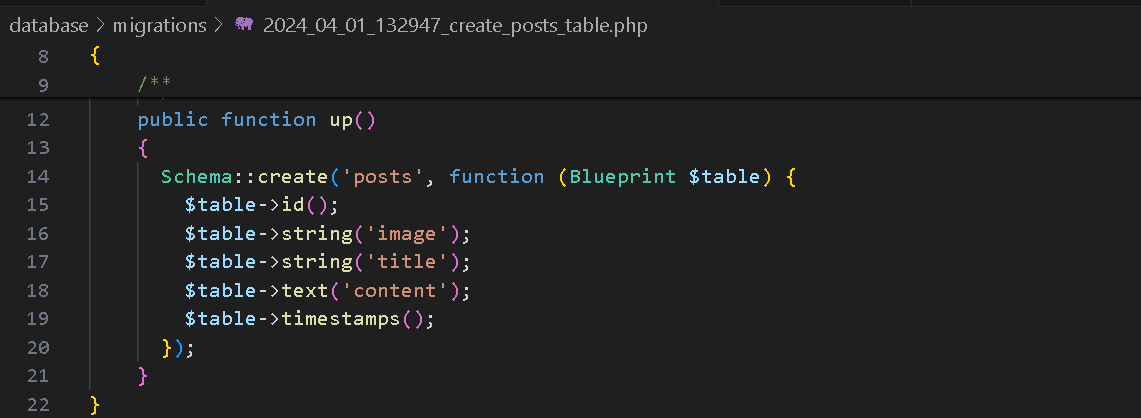 database > migrations > 2024_04_01_132947_create_posts_table.php
8 {
9     /**
12     public function up()
13     {
14       Schema::create('posts', function (Blueprint $table) {
15         $table->id();
16         $table->string('image');
17         $table->string('title');
18         $table->text('content');
19         $table->timestamps();
20       });
21     }
22 }